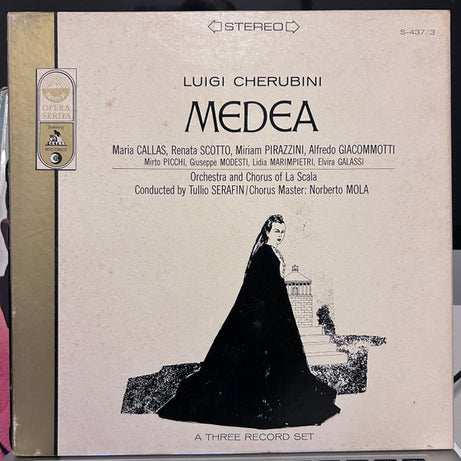 STEREO
S-437/3
LUIGI CHERUBINI
MEDEA
Maria CALLAS, Renata SCOTTO, Miriam PIRAZZINI, Alfredo GIACOMMOTTI
Mirto PICCHI, Giuseppe MODESTI, Lidia MARIMPIETRI, Elvira GALASSI
Orchestra and Chorus of La Scala
Conducted by Tullio SERAFIN/Chorus Master: Norberto MOLA
OPERA
SERIES
A THREE RECORD SET